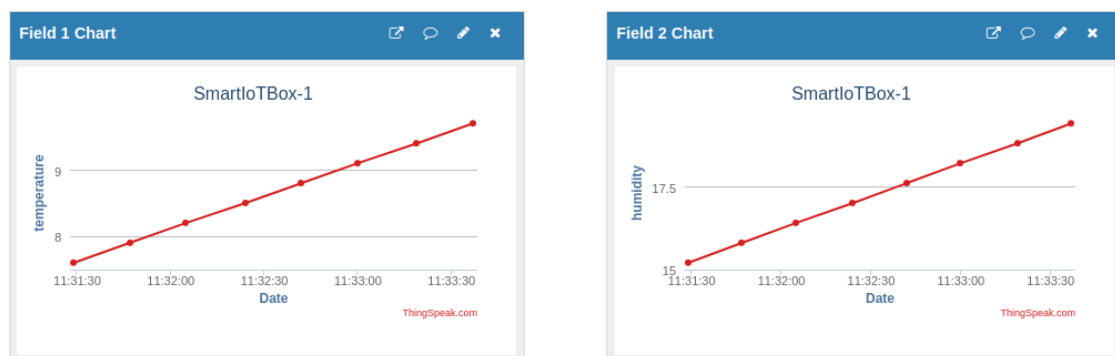 Field 1 Chart
SmartIoTBox-1
temperature
9
8
11:31:30 11:32:00 11:32:30 11:33:00 11:33:30
Date
ThingSpeak.com
Field 2 Chart
SmartIoTBox-1
humidity
17.5
15
11:31:30 11:32:00 11:32:30 11:33:00 11:33:30
Date
ThingSpeak.com